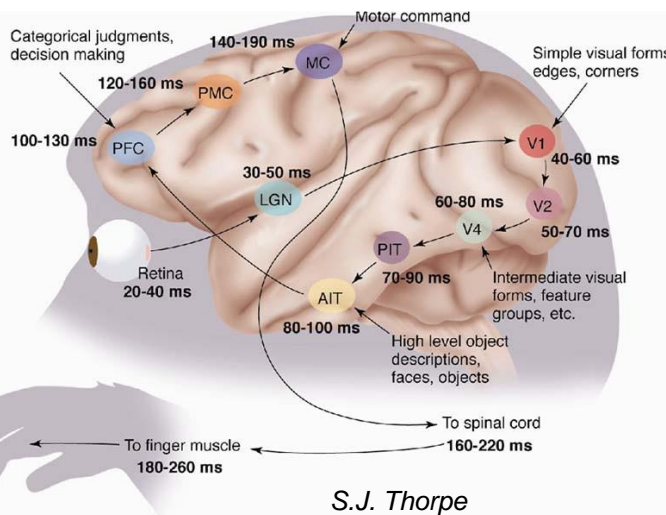 Motor command
Categorical judgments,
decision making
140-190 ms
Simple visual forms
edges, corners
120-160 ms
MC
PMC
100-130 ms
PFC
30-50 ms
V1
40-60 ms
LGN
60-80 ms
V2
V4
50-70 ms
PIT
Retina
20-40 ms
70-90 ms
Intermediate visual
forms, feature
groups, etc.
AIT
80-100 ms
High level object
descriptions,
faces, objects
To spinal cord
160-220 ms
To finger muscle
180-260 ms
S.J. Thorpe